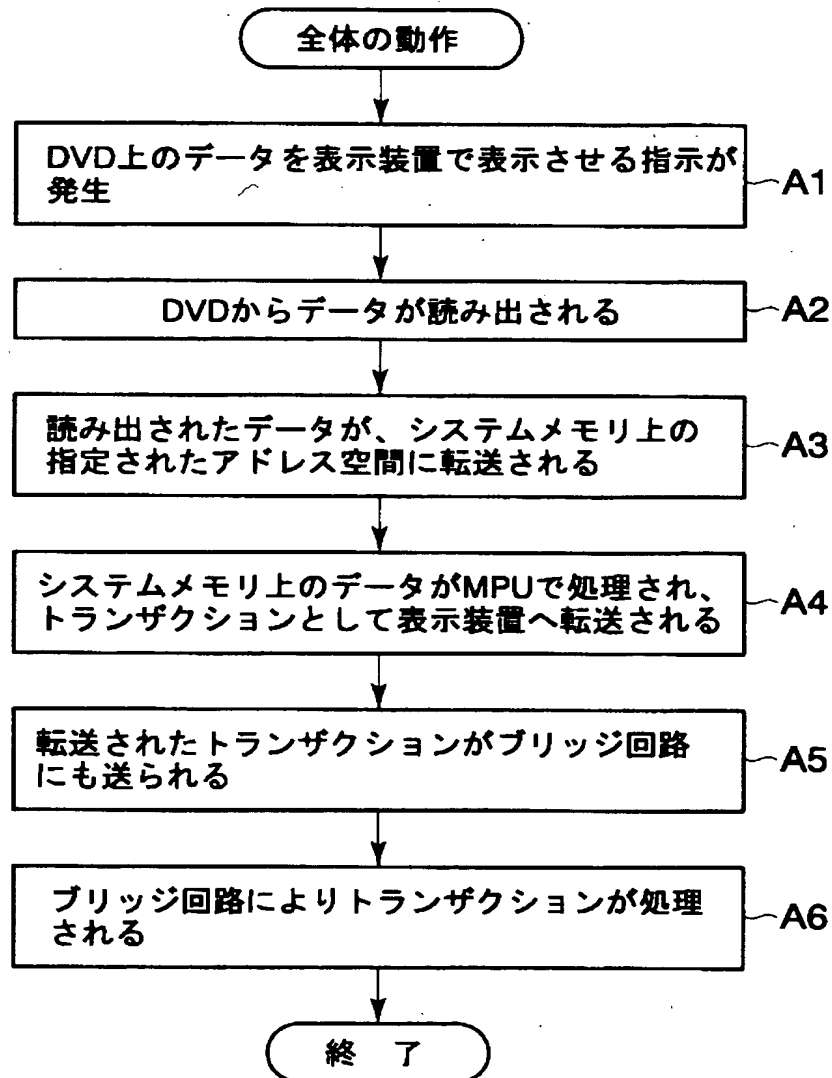 全体の動作
DVD上のデータを表示装置で表示させる指示が
発生
A1
DVDからデータが読み出される
A2
読み出されたデータが、システムメモリ上の
指定されたアドレス空間に転送される
A3
システムメモリ上のデータがMPUで処理され、
トランザクションとして表示装置へ転送される
A4
転送されたトランザクションがブリッジ回路
にも送られる
A5
ブリッジ回路によりトランザクションが処理
される
A6
終 了